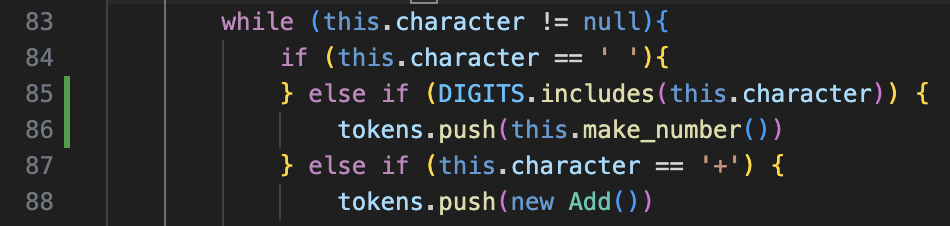 83 while (this.character != null){
84 if (this.character == ' '){
85 } else if (DIGITS.includes(this.character)) {
86 tokens.push(this.make_number())
87 } else if (this.character == '+') {
88 tokens.push(new Add())